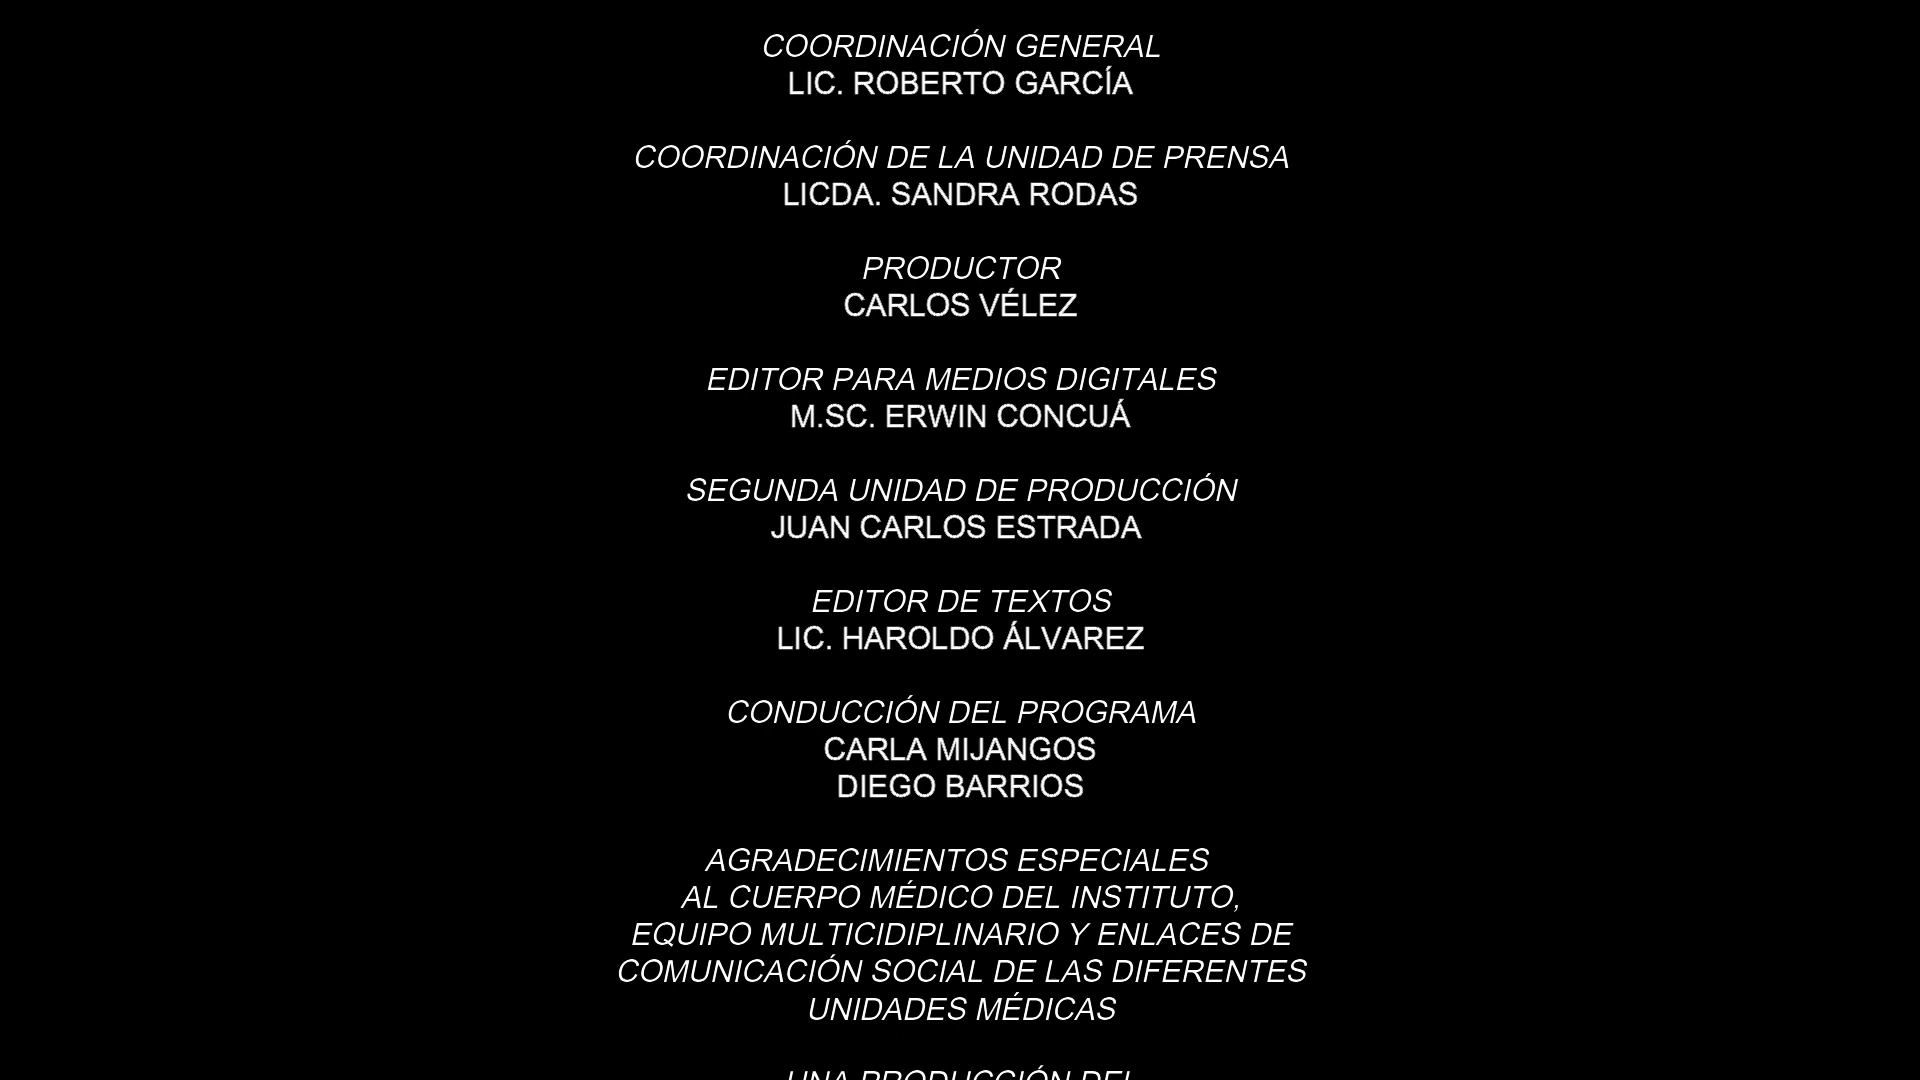 COORDINACIÓN GENERAL
LIC. ROBERTO GARCÍA
COORDINACIÓN DE LA UNIDAD DE PRENSA
LICDA. SANDRA RODAS
PRODUCTOR
CARLOS VÉLEZ
EDITOR PARA MEDIOS DIGITALES
M.SC. ERWIN CONCUÁ
SEGUNDA UNIDAD DE PRODUCCIÓN
JUAN CARLOS ESTRADA
EDITOR DE TEXTOS
LIC. HAROLDO ÁLVAREZ
CONDUCCIÓN DEL PROGRAMA
CARLA MIJANGOS
DIEGO BARRIOS
AGRADECIMIENTOS ESPECIALES
AL CUERPO MÉDICO DEL INSTITUTO,
EQUIPO MULTICIDIPLINARIO Y ENLACES DE
COMUNICACIÓN SOCIAL DE LAS DIFERENTES
UNIDADES MÉDICAS
UNA PRODUCCIÓN DEL